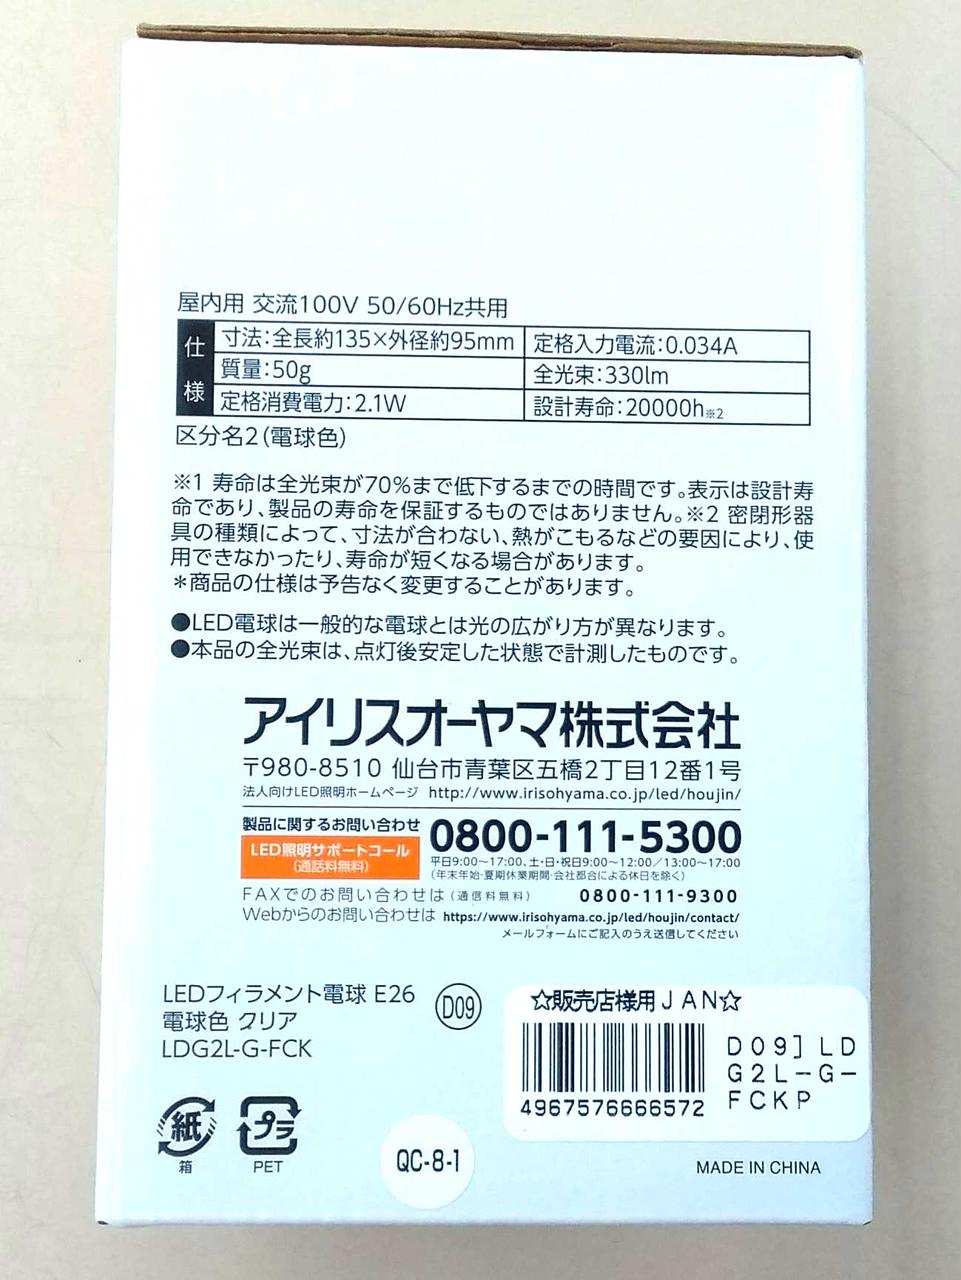 屋内用 交流100V 50/60Hz共用
仕様
寸法:全長約135×外径約95mm
定格入力電流:0.034A
質量:50g
全光束:330lm
定格消費電力:2.1W
設計寿命:20000h※2
区分名2(電球色)
※1 寿命は全光束が70%まで低下するまでの時間です。表示は設計寿
命であり、製品の寿命を保証するものではありません。※2 密閉形器
具の種類によって、寸法が合わない、熱がこもるなどの要因により、使
用できなかったり、寿命が短くなる場合があります。
＊商品の仕様は予告なく変更することがあります。
●LED電球は一般的な電球とは光の広がり方が異なります。
●本品の全光束は、点灯後安定した状態で計測したものです。
アイリスオーヤマ株式会社
〒980-8510 仙台市青葉区五橋2丁目12番1号
法人向けLED照明ホームページ http://www.irisohyama.co.jp/led/houjin/
製品に関するお問い合わせ
LED照明サポートコール
(通話料無料)
0800-111-5300
平日9:00〜17:00、土・日・祝日9:00〜12:00/13:00〜17:00
(年末年始・夏期休業期間・会社都合による休日を除く)
FAXでのお問い合わせは(通信料無料) 0800-111-9300
Webからのお問い合わせは https://www.irisohyama.co.jp/led/houjin/contact/
メールフォームにご記入のうえ送信してください
LEDフィラメント電球 E26
電球色 クリア
LDG2L-G-FCK
D09
☆販売店様用JAN☆
4967576666572
D09]LD
G2L-G-
FCKP
紙
箱
プラ
PET
QC-8-1
MADE IN CHINA